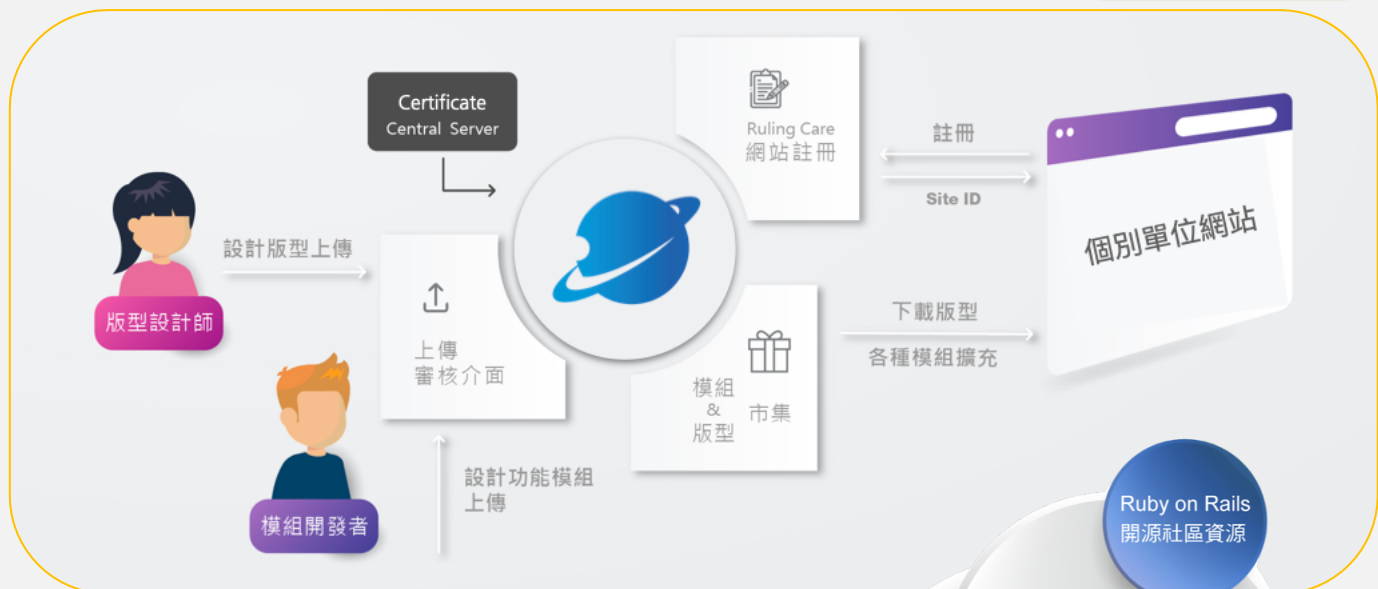 Certificate
Central Server
Ruling Care
網站註冊
註冊
Site ID
個別單位網站
設計版型上傳
版型設計師
上傳
審核介面
下載版型
各種模組擴充
模組
&
版型
市集
設計功能模組
上傳
模組開發者
Ruby on Rails
開源社區資源